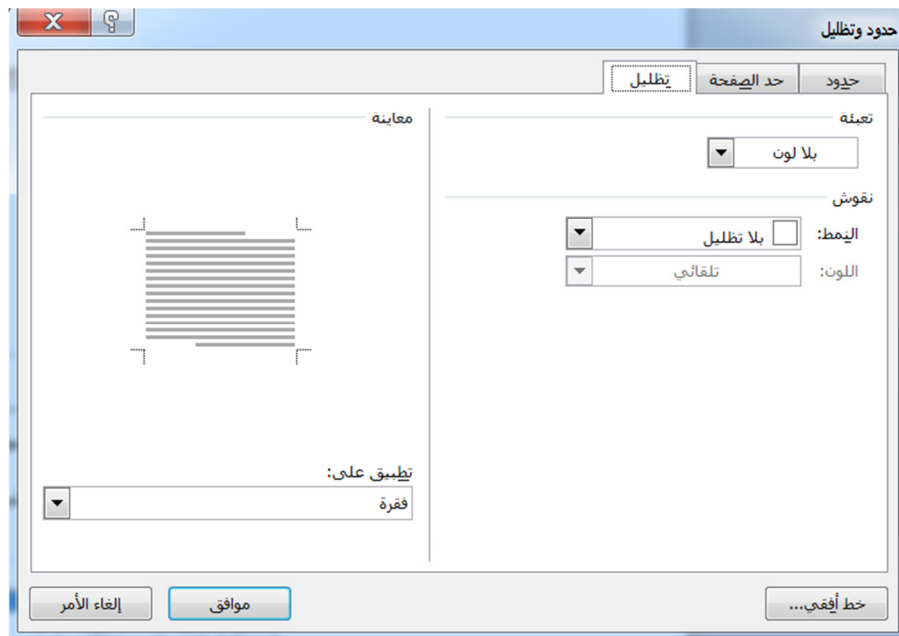 حدود وتظليل
حدود
حد الصفحة
تظليل
تعبئة
بلا لون
نقوش
النمط:
بلا تظليل
اللون:
تلقائي
معاينة
تطبيق على:
فقرة
خط أفقي...
موافق
إلغاء الأمر